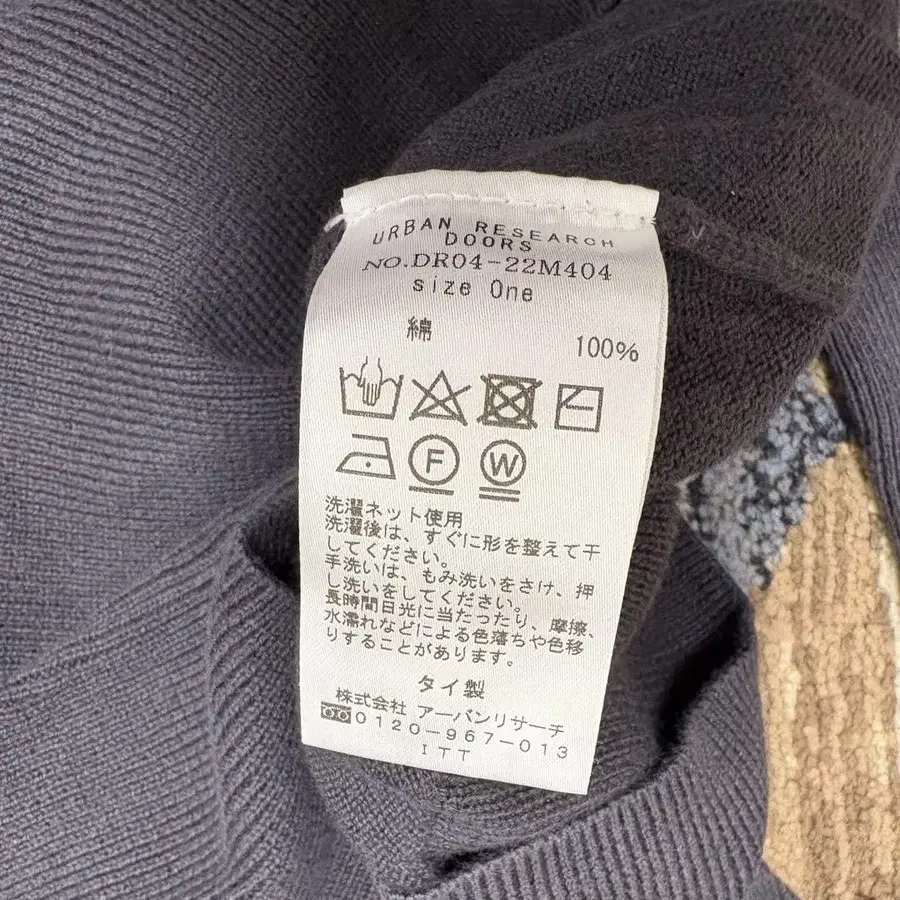 URBAN RESEARCH
DOORS
NO.DR04-22M404
size One
綿 100%
F W
洗濯ネット使用
洗濯後は、すぐに形を整えて干
してください。
手洗いは、もみ洗いをさけ、押
し洗いをしてください。
長時間日光に当たったり、摩擦、
水濡れなどによる色落ちや色移
りすることがあります。
タイ製
株式会社 アーバンリサーチ
0120-967-013
ITT